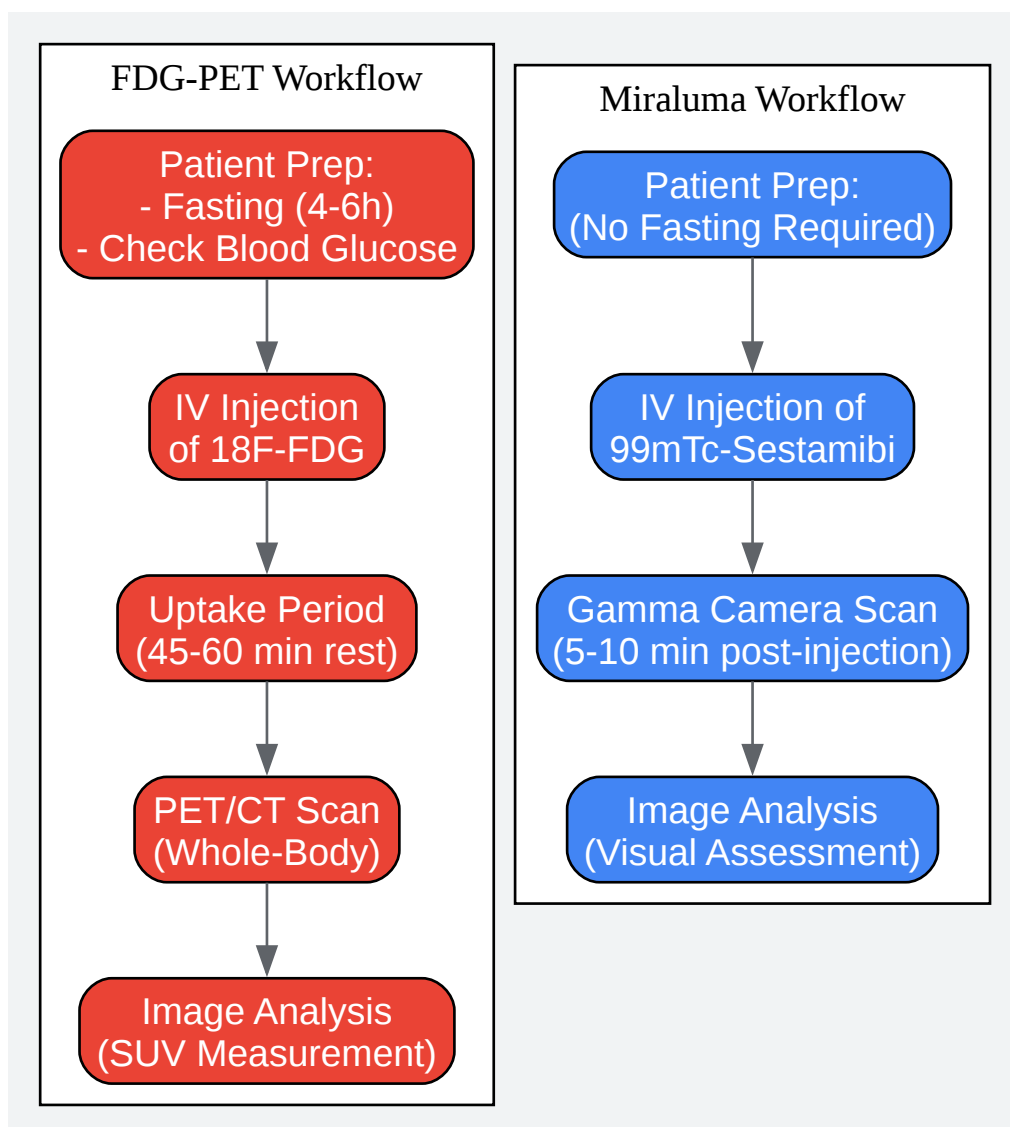 FDG-PET Workflow
Patient Prep:
- Fasting (4-6h)
- Check Blood Glucose
IV Injection
of 18F-FDG
Uptake Period
(45-60 min rest)
PET/CT Scan
(Whole-Body)
Image Analysis
(SUV Measurement)
Miraluma Workflow
Patient Prep:
(No Fasting Required)
IV Injection of
99mTc-Sestamibi
Gamma Camera Scan
(5-10 min post-injection)
Image Analysis
(Visual Assessment)